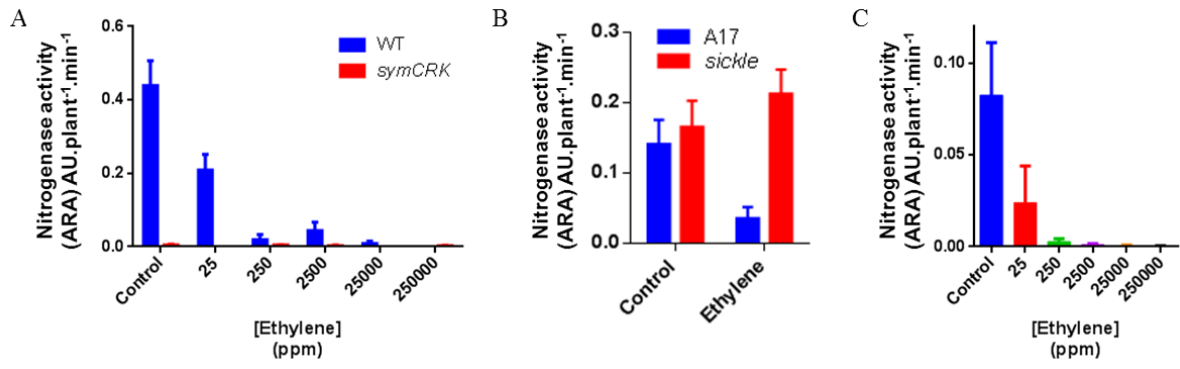 A
Nitrogenase activity
(ARA) AU.plant-1.min-1
0.6
0.4
0.2
0.0
WT
symCRK
Control
25
250
2500
25000
250000
[Ethylene]
(ppm)
B
Nitrogenase activity
(ARA) AU.plant-1.min-1
0.3
0.2
0.1
0.0
A17
sickle
Control
Ethylene
C
Nitrogenase activity
(ARA) AU.plant-1.min-1
0.10
0.05
0.00
Control
25
250
2500
25000
250000
[Ethylene]
(ppm)